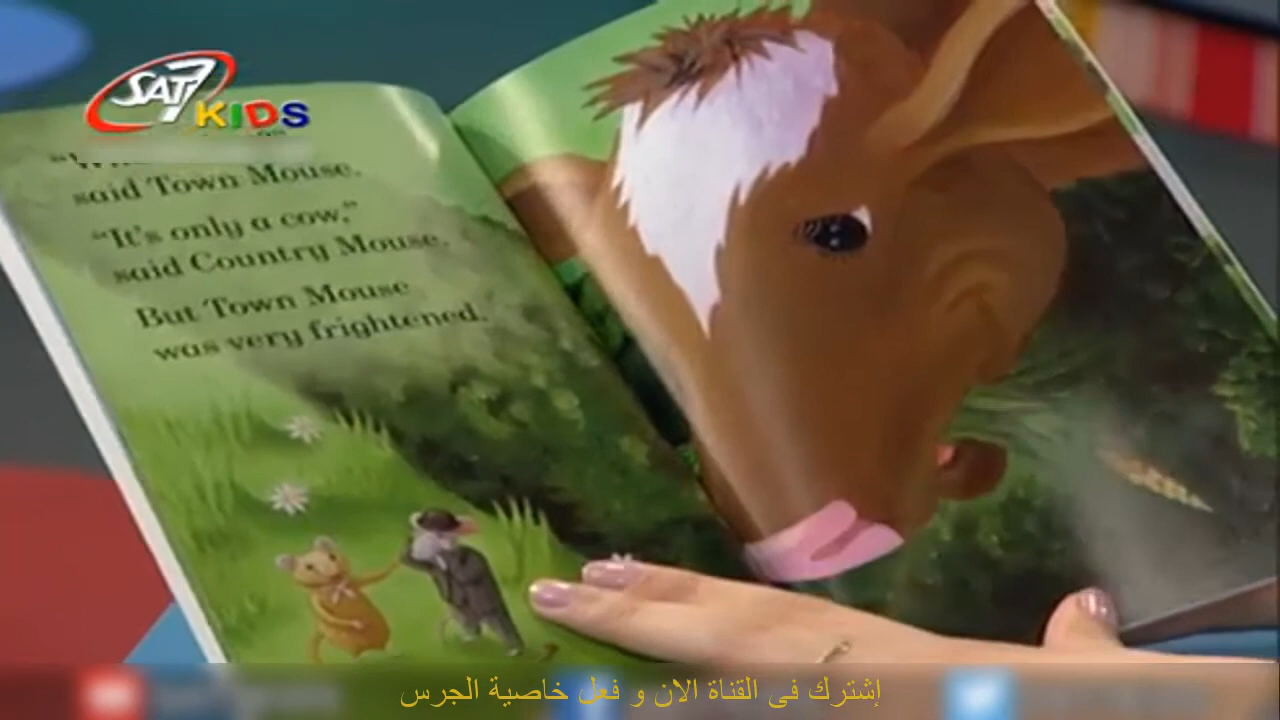 SAT7
KIDS
said Town Mouse.
"It's only a cow,"
said Country Mouse.
But Town Mouse
was very frightened.
إشترك فى القناة الان و فعل خاصية الجرس